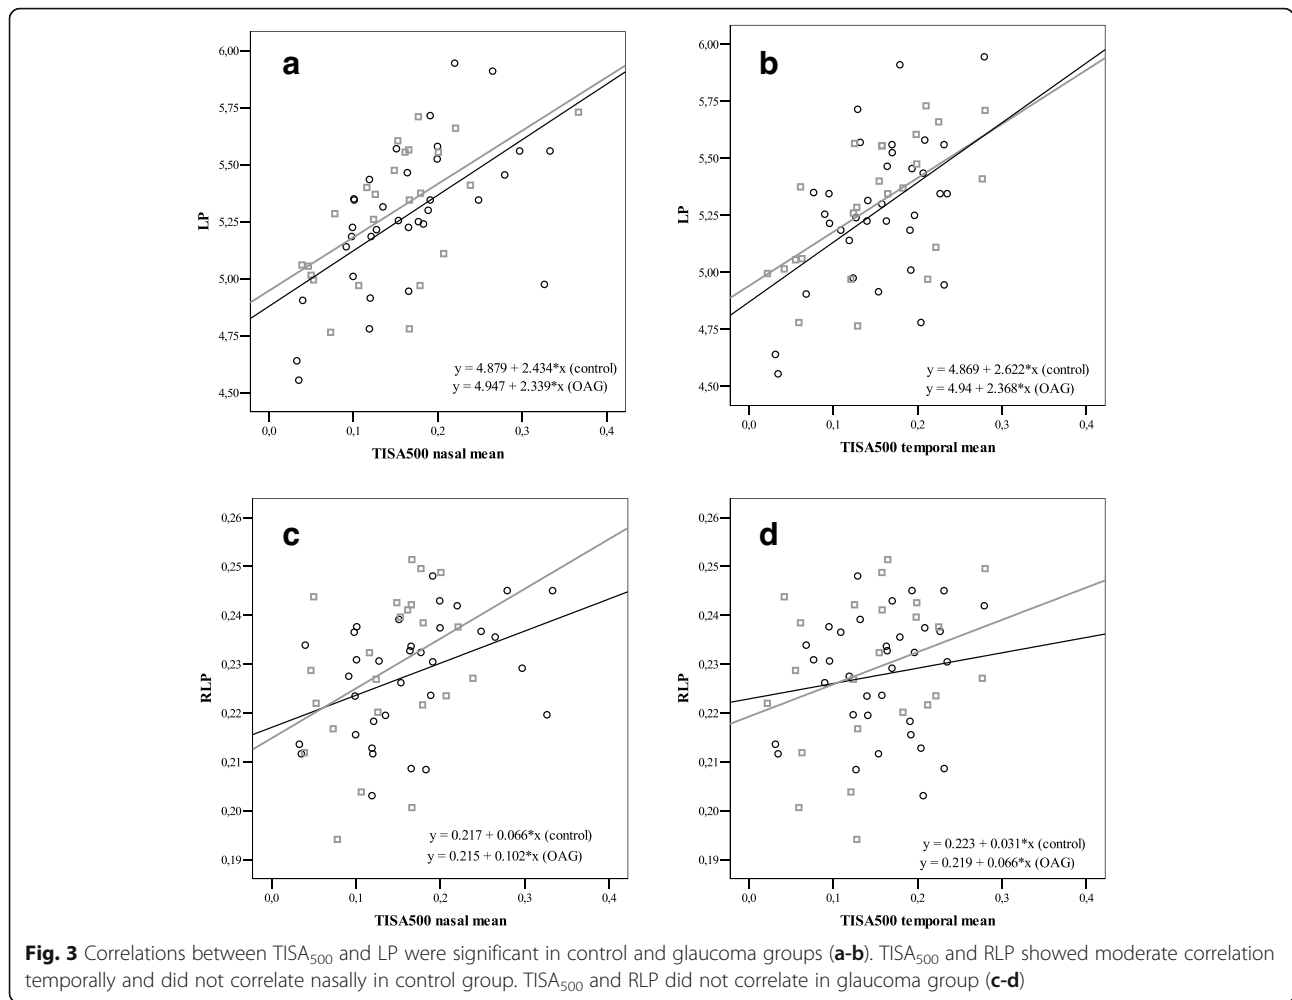 a
LP
6,00
5,75
5,50
5,25
5,00
4,75
4,50
y = 4.879 + 2.434*x (control)
y = 4.947 + 2.339*x (OAG)
0,0 0,1 0,2 0,3 0,4
TISA500 nasal mean
b
LP
6,00
5,75
5,50
5,25
5,00
4,75
4,50
y = 4.869 + 2.622*x (control)
y = 4.94 + 2.368*x (OAG)
0,0 0,1 0,2 0,3 0,4
TISA500 temporal mean
c
RLP
0,26
0,25
0,24
0,23
0,22
0,21
0,20
0,19
y = 0.217 + 0.066*x (control)
y = 0.215 + 0.102*x (OAG)
0,0 0,1 0,2 0,3 0,4
TISA500 nasal mean
d
RLP
0,26
0,25
0,24
0,23
0,22
0,21
0,20
0,19
y = 0.223 + 0.031*x (control)
y = 0.219 + 0.066*x (OAG)
0,0 0,1 0,2 0,3 0,4
TISA500 temporal mean
Fig. 3 Correlations between TISA500 and LP were significant in control and glaucoma groups (a-b). TISA500 and RLP showed moderate correlation
temporally and did not correlate nasally in control group. TISA500 and RLP did not correlate in glaucoma group (c-d)